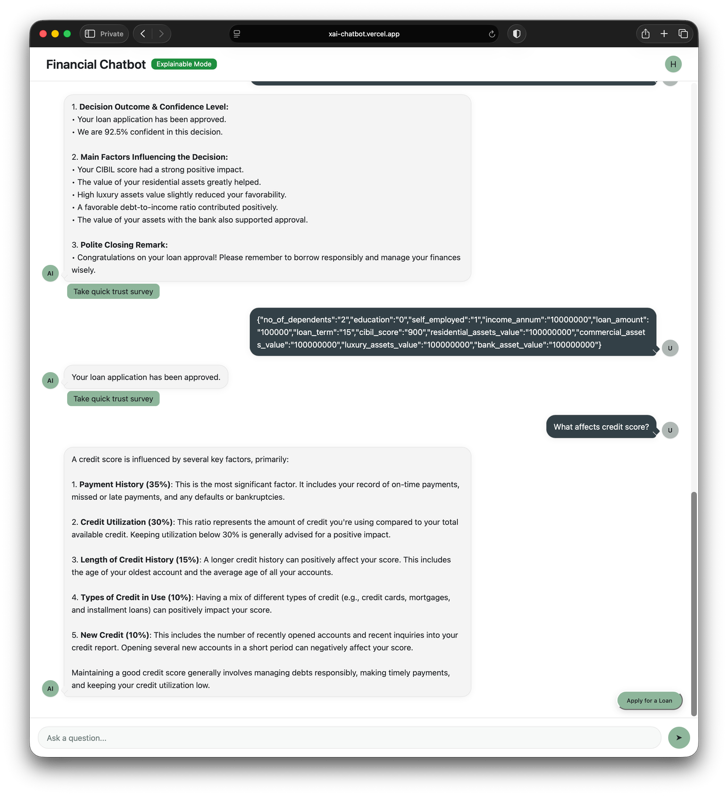 Private
xai-chatbot.vercel.app
Financial Chatbot
Explainable Mode
H
1. Decision Outcome & Confidence Level:
• Your loan application has been approved.
• We are 92.5% confident in this decision.
2. Main Factors Influencing the Decision:
• Your CIBIL score had a strong positive impact.
• The value of your residential assets greatly helped.
• High luxury assets value slightly reduced your favorability.
• A favorable debt-to-income ratio contributed positively.
• The value of your assets with the bank also supported approval.
3. Polite Closing Remark:
• Congratulations on your loan approval! Please remember to borrow responsibly and manage your finances
wisely.
AI
Take quick trust survey
{"no_of_dependents":"2","education":"0","self_employed":"1","income_annum":"10000000","loan_amount":
"100000","loan_term":"15","cibil_score":"900","residential_assets_value":"100000000","commercial_asset
s_value":"100000000","luxury_assets_value":"100000000","bank_asset_value":"100000000"}
U
AI
Your loan application has been approved.
Take quick trust survey
What affects credit score?
U
A credit score is influenced by several key factors, primarily:
1. Payment History (35%): This is the most significant factor. It includes your record of on-time payments,
missed or late payments, and any defaults or bankruptcies.
2. Credit Utilization (30%): This ratio represents the amount of credit you're using compared to your total
available credit. Keeping utilization below 30% is generally advised for a positive impact.
3. Length of Credit History (15%): A longer credit history can positively affect your score. This includes
the age of your oldest account and the average age of all your accounts.
4. Types of Credit in Use (10%): Having a mix of different types of credit (e.g., credit cards, mortgages,
and installment loans) can positively impact your score.
5. New Credit (10%): This includes the number of recently opened accounts and recent inquiries into your
credit report. Opening several new accounts in a short period can negatively affect your score.
Maintaining a good credit score generally involves managing debts responsibly, making timely payments,
and keeping your credit utilization low.
AI
Apply for a Loan
Ask a question...